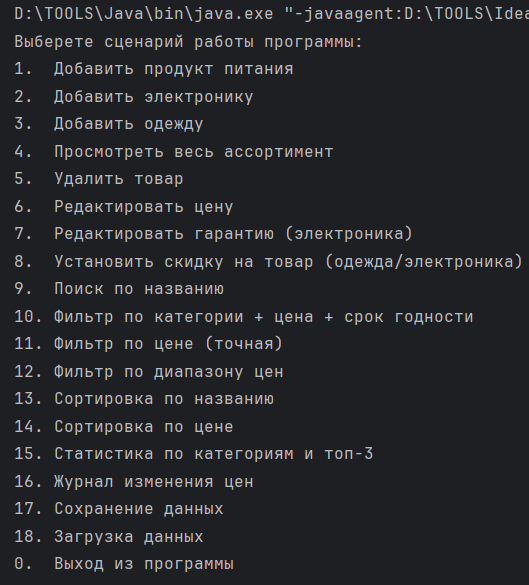 D:\TOOLS\Java\bin\java.exe "-javaagent:D:\TOOLS\Idea
Выберете сценарий работы программы:
1.  Добавить продукт питания
2.  Добавить электронику
3.  Добавить одежду
4.  Просмотреть весь ассортимент
5.  Удалить товар
6.  Редактировать цену
7.  Редактировать гарантию (электроника)
8.  Установить скидку на товар (одежда/электроника)
9.  Поиск по названию
10. Фильтр по категории + цена + срок годности
11. Фильтр по цене (точная)
12. Фильтр по диапазону цен
13. Сортировка по названию
14. Сортировка по цене
15. Статистика по категориям и топ-3
16. Журнал изменения цен
17. Сохранение данных
18. Загрузка данных
0.  Выход из программы